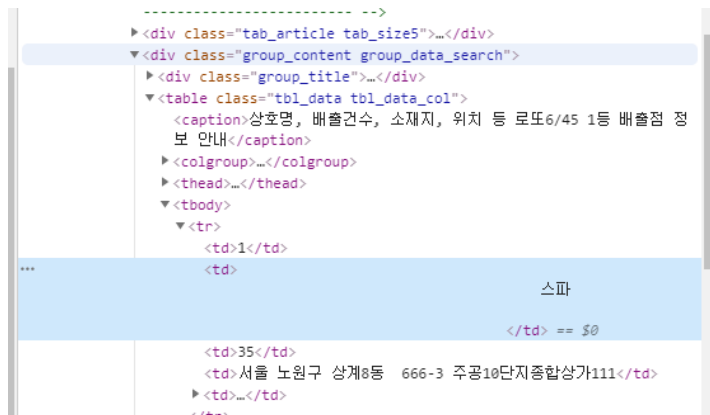 ------------------------- -->
▶<div class="tab_article tab_size5">…</div>
▼<div class="group_content group_data_search">
▶<div class="group_title">…</div>
▼<table class="tbl_data tbl_data_col">
<caption>상호명, 배출건수, 소재지, 위치 등 로또6/45 1등 배출점 정
보 안내</caption>
▶<colgroup>…</colgroup>
▶<thead>…</thead>
▼<tbody>
▼<tr>
<td>1</td>
... <td>
스파
</td> == $0
<td>35</td>
<td>서울 노원구 상계8동  666-3 주공10단지종합상가111</td>
▶<td>…</td>
</tr>